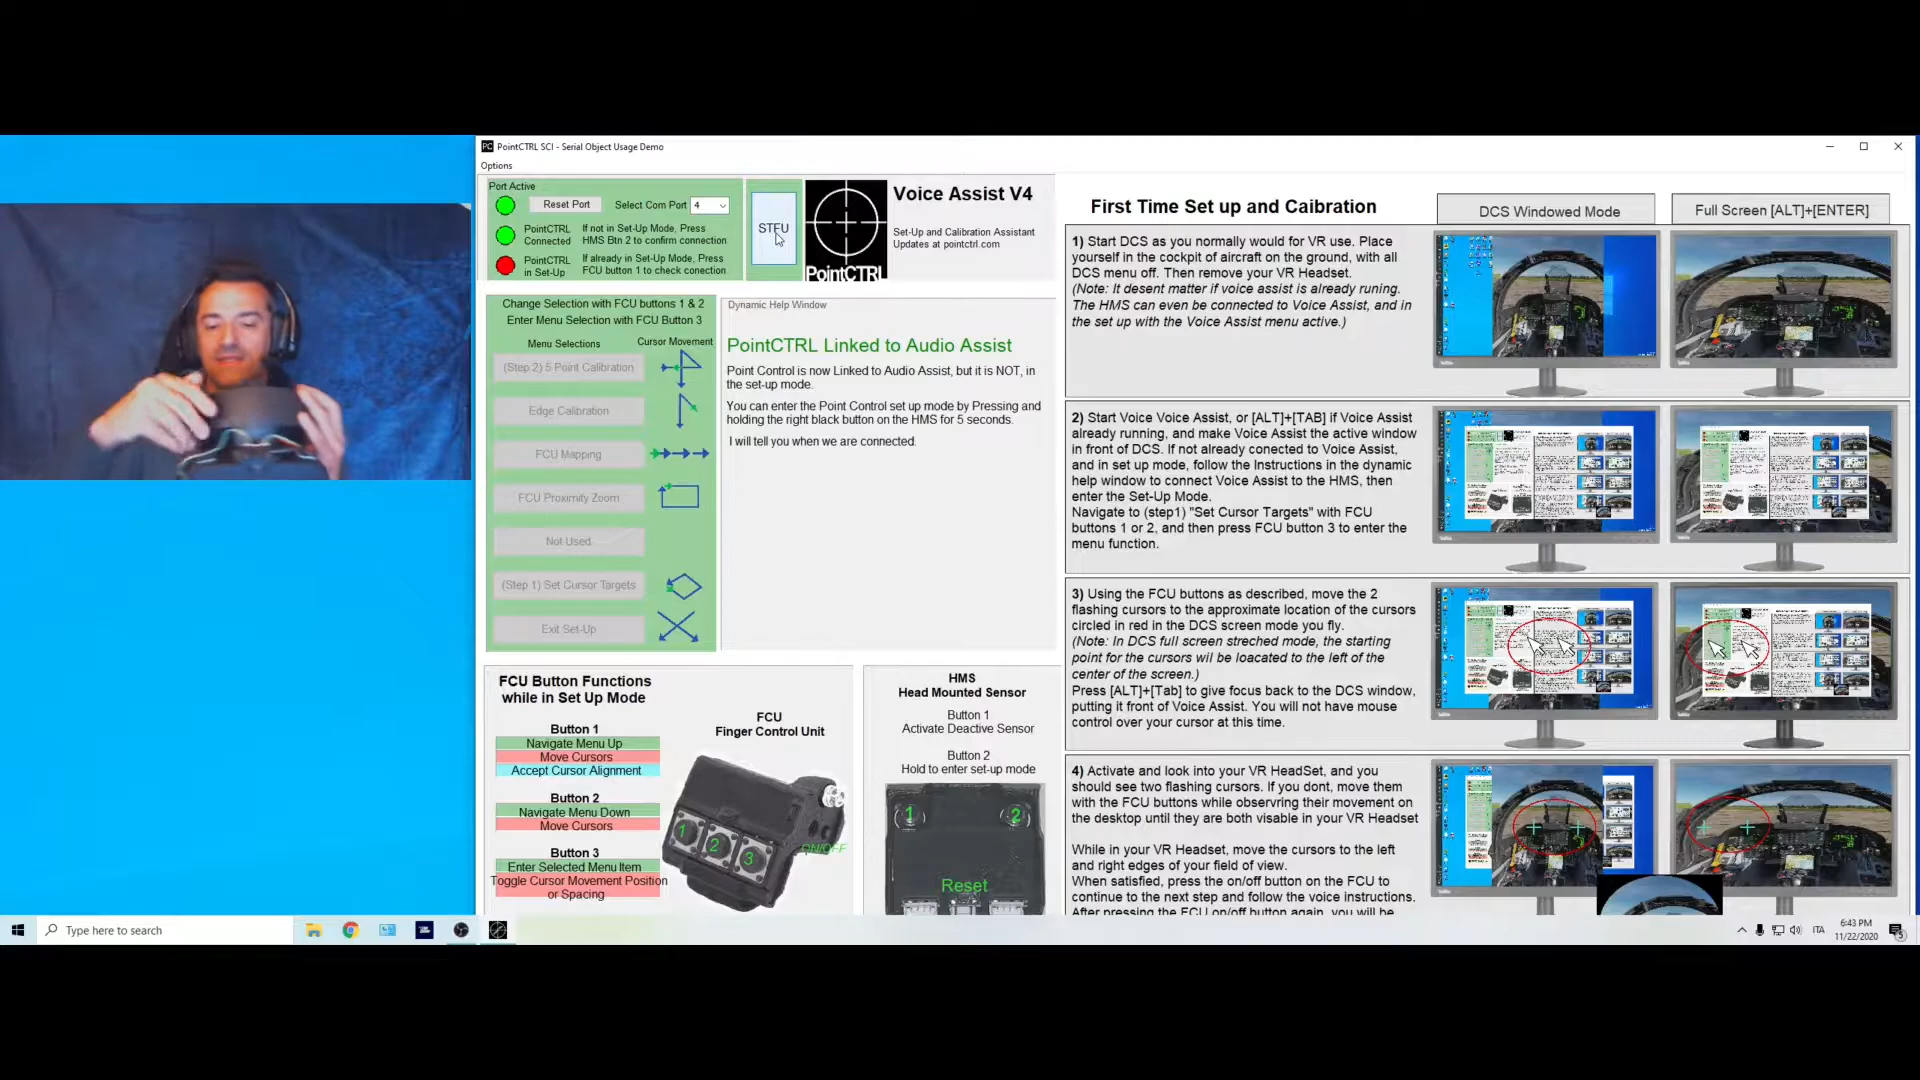 PC PointCTRL SCI - Serial Object Usage Demo
Options
Port Active
Reset Port
Select Com Port
4
PointCTRL
Connected
If not in Set-Up Mode, Press
HMS Btn 2 to confirm connection
PointCTRL
in Set-Up
If already in Set-Up Mode, Press
FCU button 1 to check conection.
STFU
PointCTRL
Voice Assist V4
Set-Up and Calibration Assistant
Updates at pointctrl.com
Change Selection with FCU buttons 1 & 2
Enter Menu Selection with FCU Button 3
Menu Selections
Cursor Movement
(Step 2) 5 Point Calibration
Edge Calibration
FCU Mapping
FCU Proximity Zoom
Not Used
(Step 1) Set Cursor Targets
Exit Set-Up
Dynamic Help Window
PointCTRL Linked to Audio Assist
Point Control is now Linked to Audio Assist, but it is NOT, in
the set-up mode.
You can enter the Point Control set up mode by Pressing and
holding the right black button on the HMS for 5 seconds.
I will tell you when we are connected.
FCU Button Functions
while in Set Up Mode
Button 1
Navigate Menu Up
Move Cursors
Accept Cursor Alignment
Button 2
Navigate Menu Down
Move Cursors
Button 3
Enter Selected Menu Item
Toggle Cursor Movement Position
or Spacing
FCU
Finger Control Unit
1
2
3
ON/OFF
HMS
Head Mounted Sensor
Button 1
Activate Deactive Sensor
Button 2
Hold to enter set-up mode
1
2
Reset
First Time Set up and Caibration
DCS Windowed Mode
Full Screen [ALT]+[ENTER]
1) Start DCS as you normally would for VR use. Place
yourself in the cockpit of aircraft on the ground, with all
DCS menu off. Then remove your VR Headset.
(Note: It desent matter if voice assist is already runing.
The HMS can even be connected to Voice Assist, and in
the set up with the Voice Assist menu active.)
2) Start Voice Voice Assist, or [ALT]+[TAB] if Voice Assist
already running, and make Voice Assist the active window
in front of DCS. If not already conected to Voice Assist,
and in set up mode, follow the Instructions in the dynamic
help window to connect Voice Assist to the HMS, then
enter the Set-Up Mode.
Navigate to (step1) "Set Cursor Targets" with FCU
buttons 1 or 2, and then press FCU button 3 to enter the
menu function.
3) Using the FCU buttons as described, move the 2
flashing cursors to the approximate location of the cursors
circled in red in the DCS screen mode you fly.
(Note: In DCS full screen streched mode, the starting
point for the cursors wil be loacated to the left of the
center of the screen.)
Press [ALT]+[Tab] to give focus back to the DCS window,
putting it front of Voice Assist. You will not have mouse
control over your cursor at this time.
4) Activate and look into your VR HeadSet, and you
should see two flashing cursors. If you dont, move them
with the FCU buttons while observring their movement on
the desktop until they are both visable in your VR Headset
While in your VR Headset, move the cursors to the left
and right edges of your field of view.
When satisfied, press the on/off button on the FCU to
continue to the next step and follow the voice instructions.
After pressing the FCU on/off button again, you will be
Type here to search
ITA
6:43 PM
11/22/2020
5